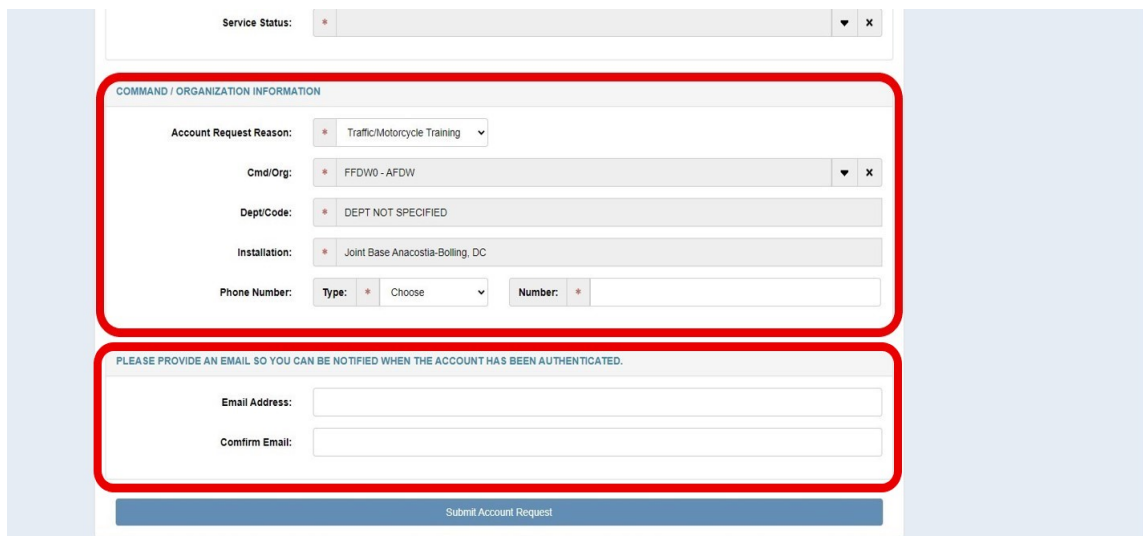 Service Status: *
COMMAND / ORGANIZATION INFORMATION
Account Request Reason: * Traffic/Motorcycle Training
Cmd/Org: * FFDW0 - AFDW
Dept/Code: * DEPT NOT SPECIFIED
Installation: * Joint Base Anacostia-Bolling, DC
Phone Number: Type: * Choose Number: *
PLEASE PROVIDE AN EMAIL SO YOU CAN BE NOTIFIED WHEN THE ACCOUNT HAS BEEN AUTHENTICATED.
Email Address:
Comfirm Email:
Submit Account Request